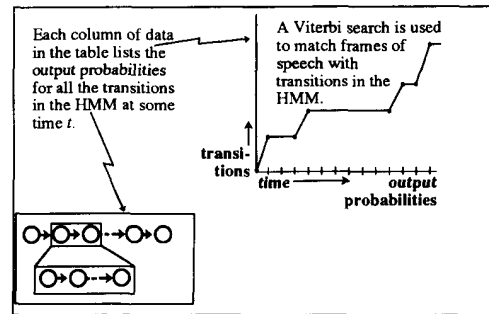 Each column of data
in the table lists the
output probabilities
for all the transitions
in the HMM at some
time t.
A Viterbi search is used
to match frames of
speech with
transitions in the
HMM.
transi-
tions
time
output
probabilities